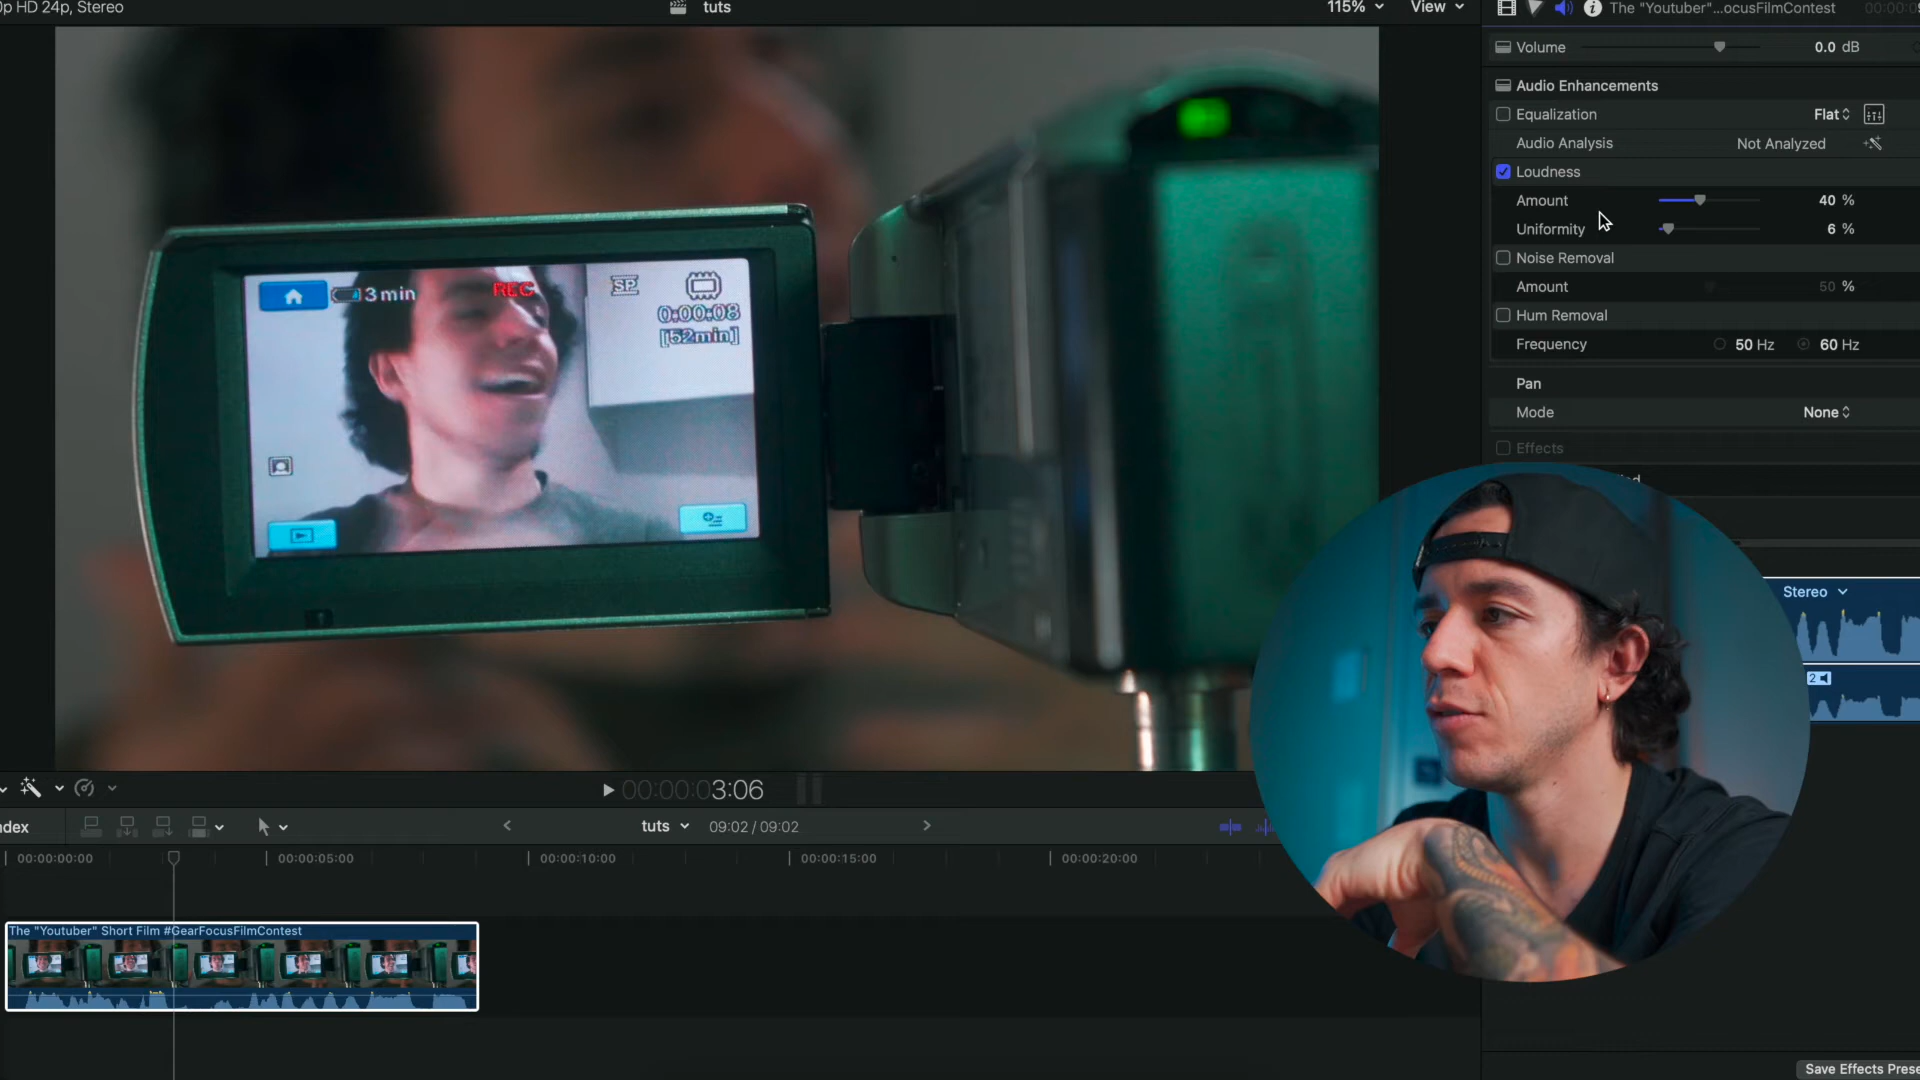 p HD 24p, Stereo
tuts
115%
View
The "Youtuber"...ocusFilmContest
Volume
0.0 dB
Audio Enhancements
Equalization
Flat
Audio Analysis
Not Analyzed
Loudness
Amount
40 %
Uniformity
6 %
Noise Removal
Amount
50 %
Hum Removal
Frequency
50 Hz
60 Hz
Pan
Mode
None
Effects
3 min
REC
SP
0:00:08
[52min]
Stereo
2
00:00:03:06
ndex
tuts
09:02 / 09:02
00:00:00:00
00:00:05:00
00:00:10:00
00:00:15:00
00:00:20:00
The "Youtuber" Short Film #GearFocusFilmContest
Save Effects Prese